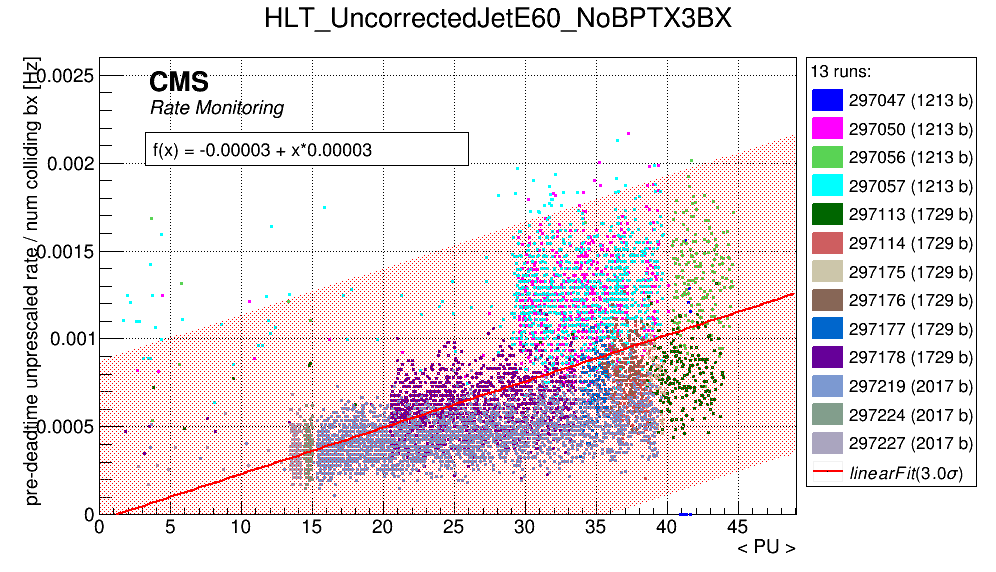 HLT_UncorrectedJetE60_NoBPTX3BX
pre-deadtime unprescaled rate / num colliding bx [Hz]
CMS
Rate Monitoring
f(x) = -0.00003 + x*0.00003
0.0025
0.002
0.0015
0.001
0.0005
0
0 5 10 15 20 25 30 35 40 45
< PU >
13 runs:
297047 (1213 b)
297050 (1213 b)
297056 (1213 b)
297057 (1213 b)
297113 (1729 b)
297114 (1729 b)
297175 (1729 b)
297176 (1729 b)
297177 (1729 b)
297178 (1729 b)
297219 (2017 b)
297224 (2017 b)
297227 (2017 b)
linearFit(3.0σ)